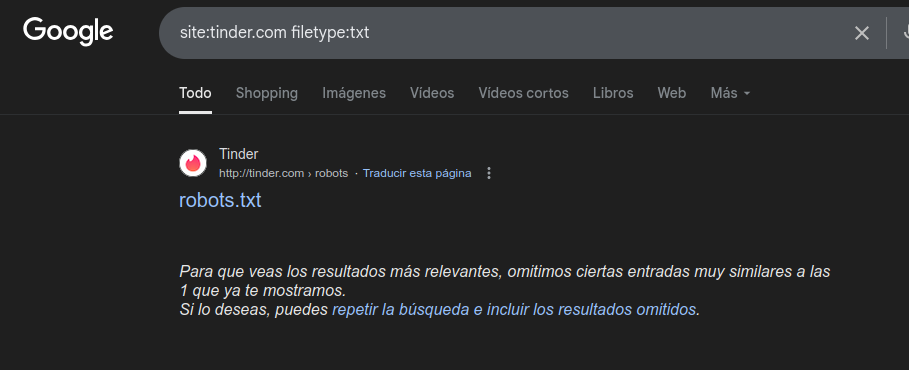 Google
site:tinder.com filetype:txt
Todo Shopping Imágenes Vídeos Vídeos cortos Libros Web Más
Tinder
http://tinder.com › robots · Traducir esta página
robots.txt
Para que veas los resultados más relevantes, omitimos ciertas entradas muy similares a las
1 que ya te mostramos.
Si lo deseas, puedes repetir la búsqueda e incluir los resultados omitidos.